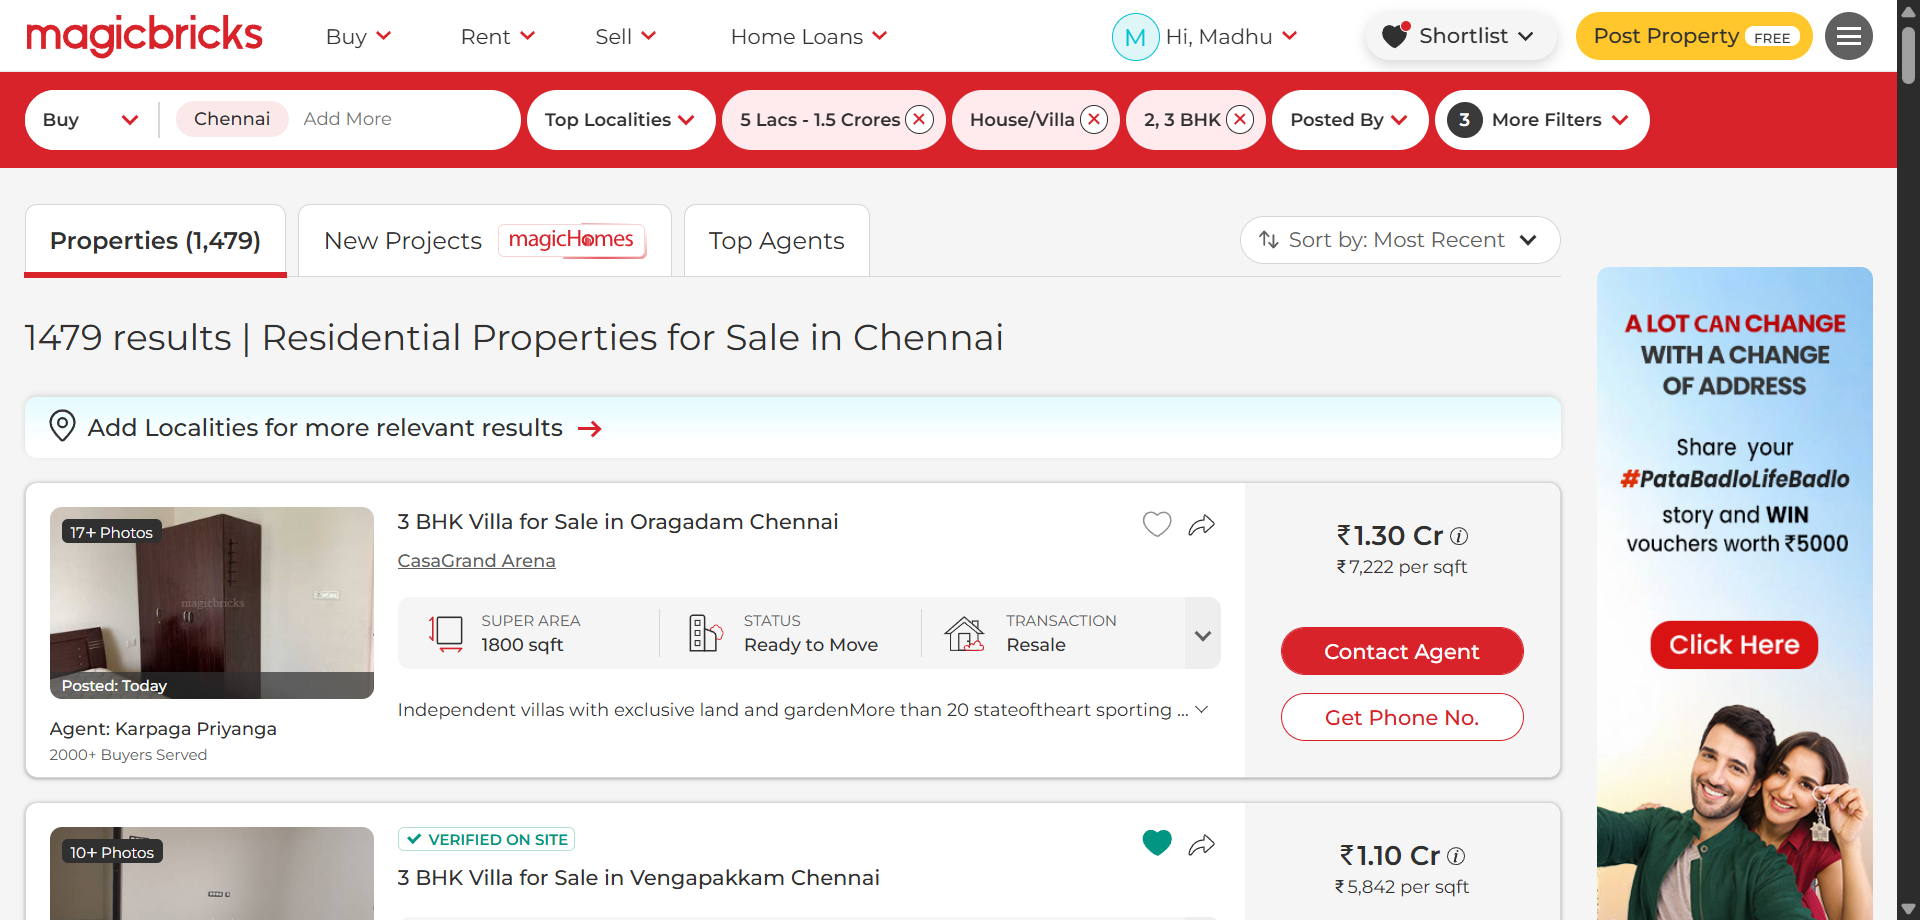 magicbricks
Buy
Rent
Sell
Home Loans
M
Hi, Madhu
Shortlist
Post Property FREE
Buy
Chennai
Add More
Top Localities
5 Lacs - 1.5 Crores
House/Villa
2, 3 BHK
Posted By
3 More Filters
Properties (1,479)
New Projects magicHomes
Top Agents
Sort by: Most Recent
1479 results | Residential Properties for Sale in Chennai
Add Localities for more relevant results
17+ Photos
magicbricks
Posted: Today
Agent: Karpaga Priyanga
2000+ Buyers Served
3 BHK Villa for Sale in Oragadam Chennai
CasaGrand Arena
SUPER AREA
1800 sqft
STATUS
Ready to Move
TRANSACTION
Resale
Independent villas with exclusive land and gardenMore than 20 stateoftheart sporting ...
₹1.30 Cr
₹7,222 per sqft
Contact Agent
Get Phone No.
10+ Photos
VERIFIED ON SITE
3 BHK Villa for Sale in Vengapakkam Chennai
₹1.10 Cr
₹5,842 per sqft
A LOT CAN CHANGE
WITH A CHANGE
OF ADDRESS
Share your
#PataBadloLifeBadlo
story and WIN
vouchers worth ₹5000
Click Here